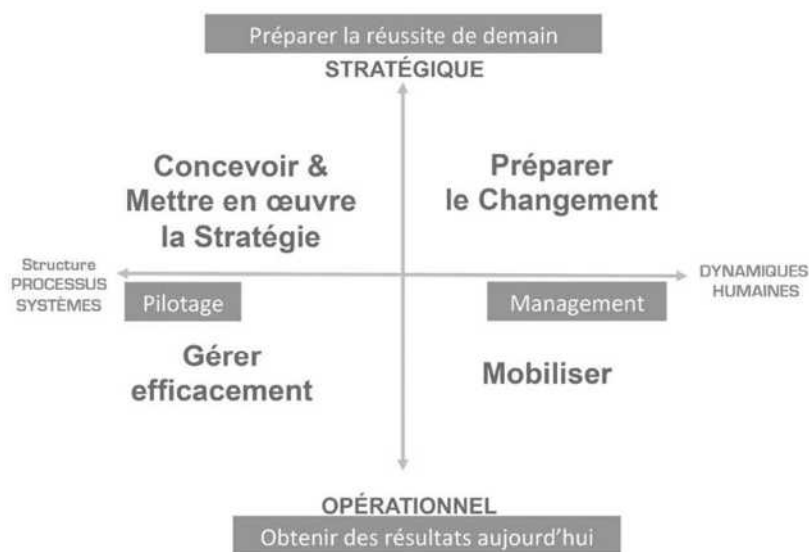 Préparer la réussite de demain
STRATÉGIQUE
Concevoir &
Mettre en œuvre
la Stratégie
Préparer
le Changement
Structure
PROCESSUS
SYSTÈMES
DYNAMIQUES
HUMAINES
Pilotage
Management
Gérer
efficacement
Mobiliser
OPÉRATIONNEL
Obtenir des résultats aujourd'hui